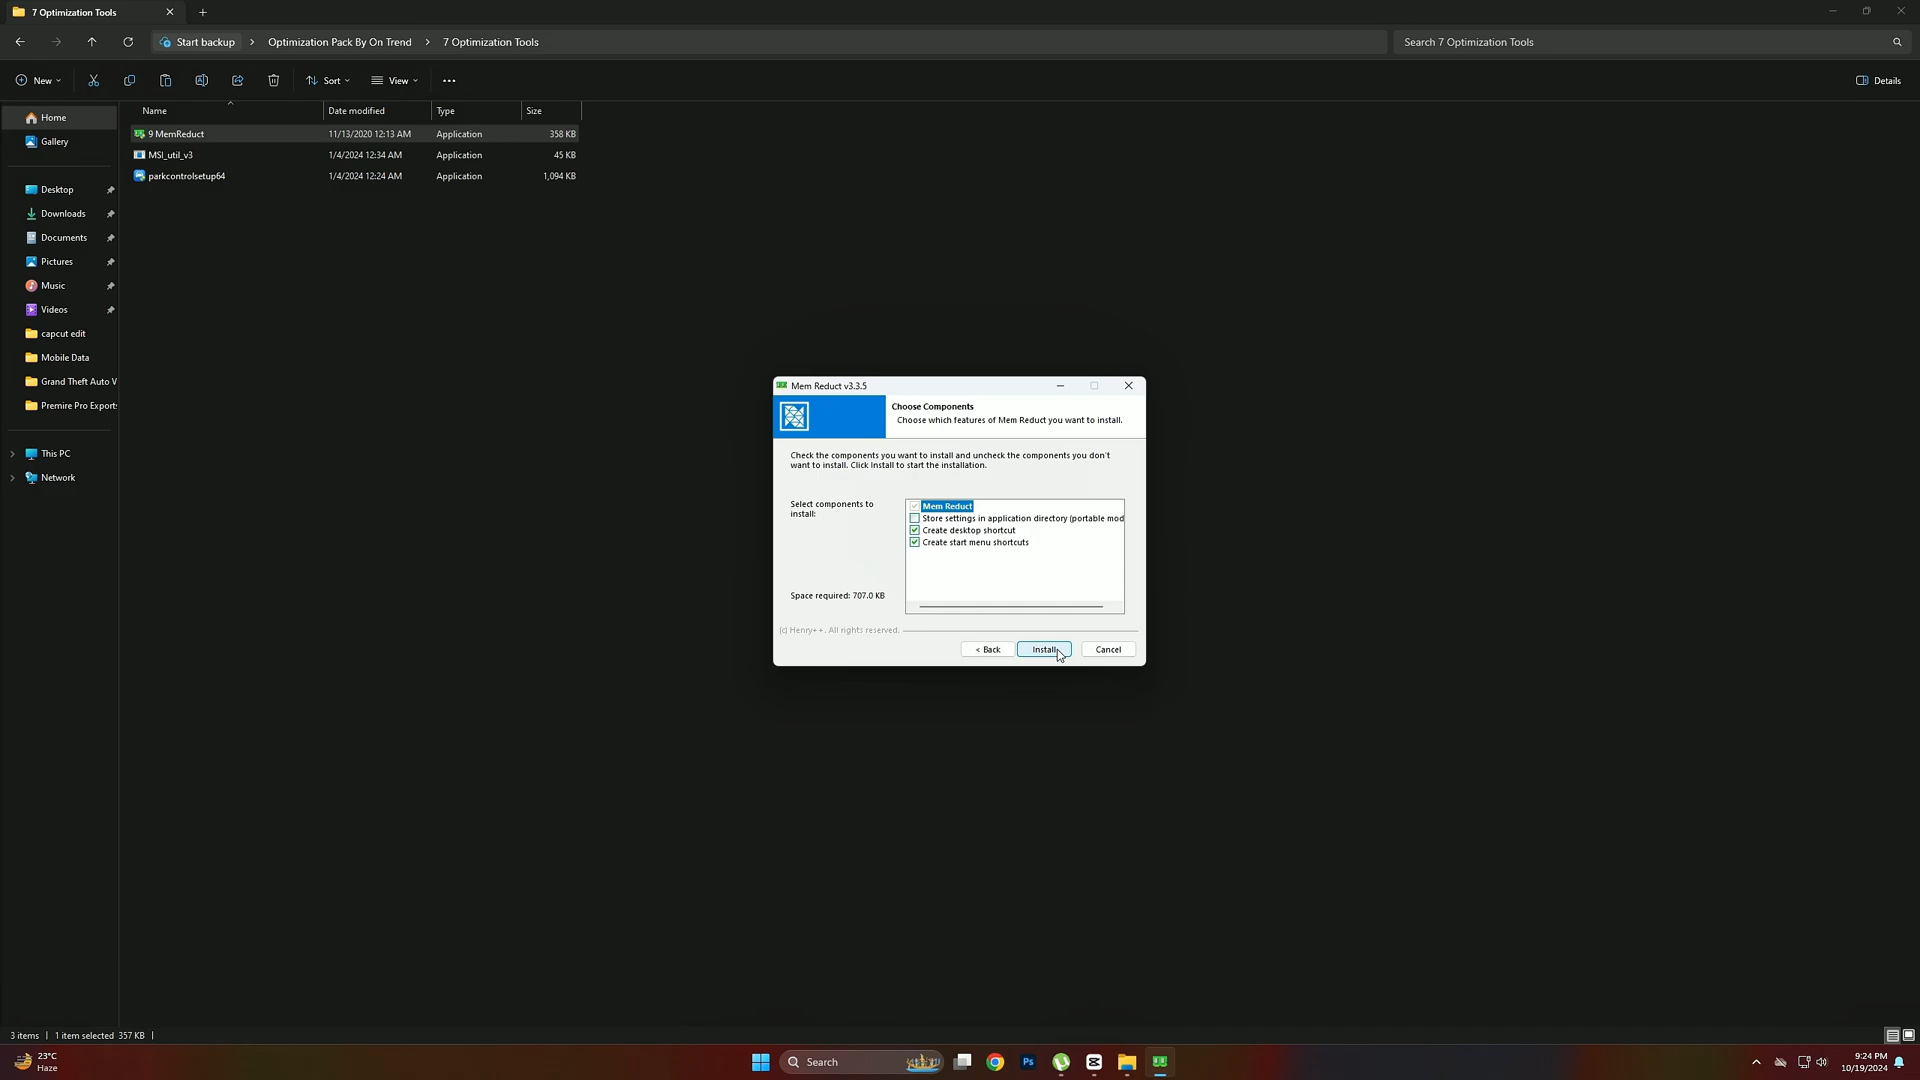 7 Optimization Tools
Start backup > Optimization Pack By On Trend > 7 Optimization Tools
Search 7 Optimization Tools
New
Sort
View
Details
Name Date modified Type Size
9 MemReduct 11/13/2020 12:13 AM Application 358 KB
MSI_util_v3 1/4/2024 12:34 AM Application 45 KB
parkcontrolsetup64 1/4/2024 12:24 AM Application 1,094 KB
Home
Gallery
Desktop
Downloads
Documents
Pictures
Music
Videos
capcut edit
Mobile Data
Grand Theft Auto V
Premire Pro Exports
This PC
Network
Mem Reduct v3.3.5
Choose Components
Choose which features of Mem Reduct you want to install.
Check the components you want to install and uncheck the components you don't
want to install. Click Install to start the installation.
Select components to
install:
Mem Reduct
Store settings in application directory (portable mod
Create desktop shortcut
Create start menu shortcuts
Space required: 707.0 KB
(c) Henry++. All rights reserved.
< Back
Install
Cancel
3 items | 1 item selected 357 KB |
23°C
Haze
Search
Ps
9:24 PM
10/19/2024